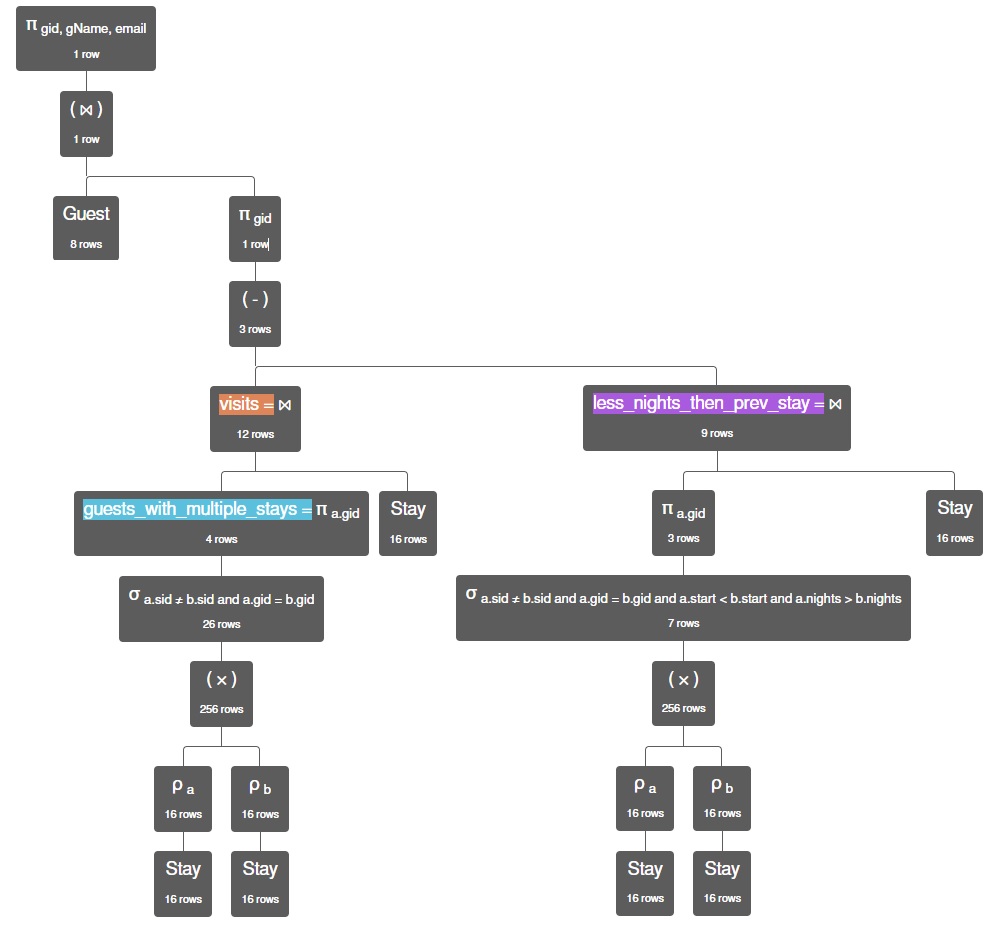 π gid, gName, email
1 row
( ⋈ )
1 row
Guest
8 rows
π gid
1 row
( - )
3 rows
visits = ⋈
12 rows
less_nights_then_prev_stay = ⋈
9 rows
guests_with_multiple_stays = π a.gid
4 rows
Stay
16 rows
π a.gid
3 rows
Stay
16 rows
σ a.sid ≠ b.sid and a.gid = b.gid
26 rows
σ a.sid ≠ b.sid and a.gid = b.gid and a.start < b.start and a.nights > b.nights
7 rows
( × )
256 rows
( × )
256 rows
ρ a
16 rows
ρ b
16 rows
ρ a
16 rows
ρ b
16 rows
Stay
16 rows
Stay
16 rows
Stay
16 rows
Stay
16 rows